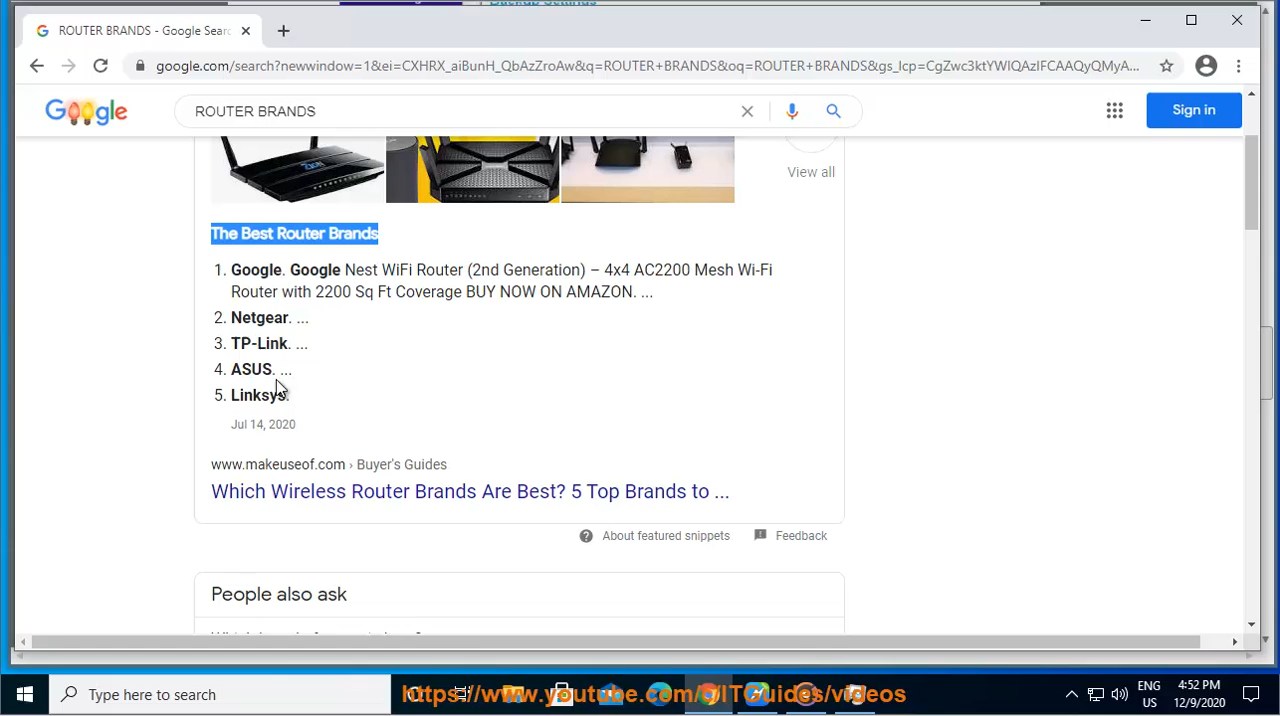 ROUTER BRANDS - Google Sear
google.com/search?newwindow=1&ei=CXHRX_aiBunH_QbAzZroAw&q=ROUTER+BRANDS&oq=ROUTER+BRANDS&gs_lcp=CgZwc3ktYWIQAzIFCAAQyQMyA...
Google
ROUTER BRANDS
Sign in
View all
The Best Router Brands
1. Google. Google Nest WiFi Router (2nd Generation) – 4x4 AC2200 Mesh Wi-Fi
Router with 2200 Sq Ft Coverage BUY NOW ON AMAZON. ...
2. Netgear. ...
3. TP-Link. ...
4. ASUS. ...
5. Linksys.
Jul 14, 2020
www.makeuseof.com › Buyer's Guides
Which Wireless Router Brands Are Best? 5 Top Brands to ...
About featured snippets
Feedback
People also ask
Type here to search
https://www.youtube.com/c/ITGuides/videos
ENG
US
4:52 PM
12/9/2020